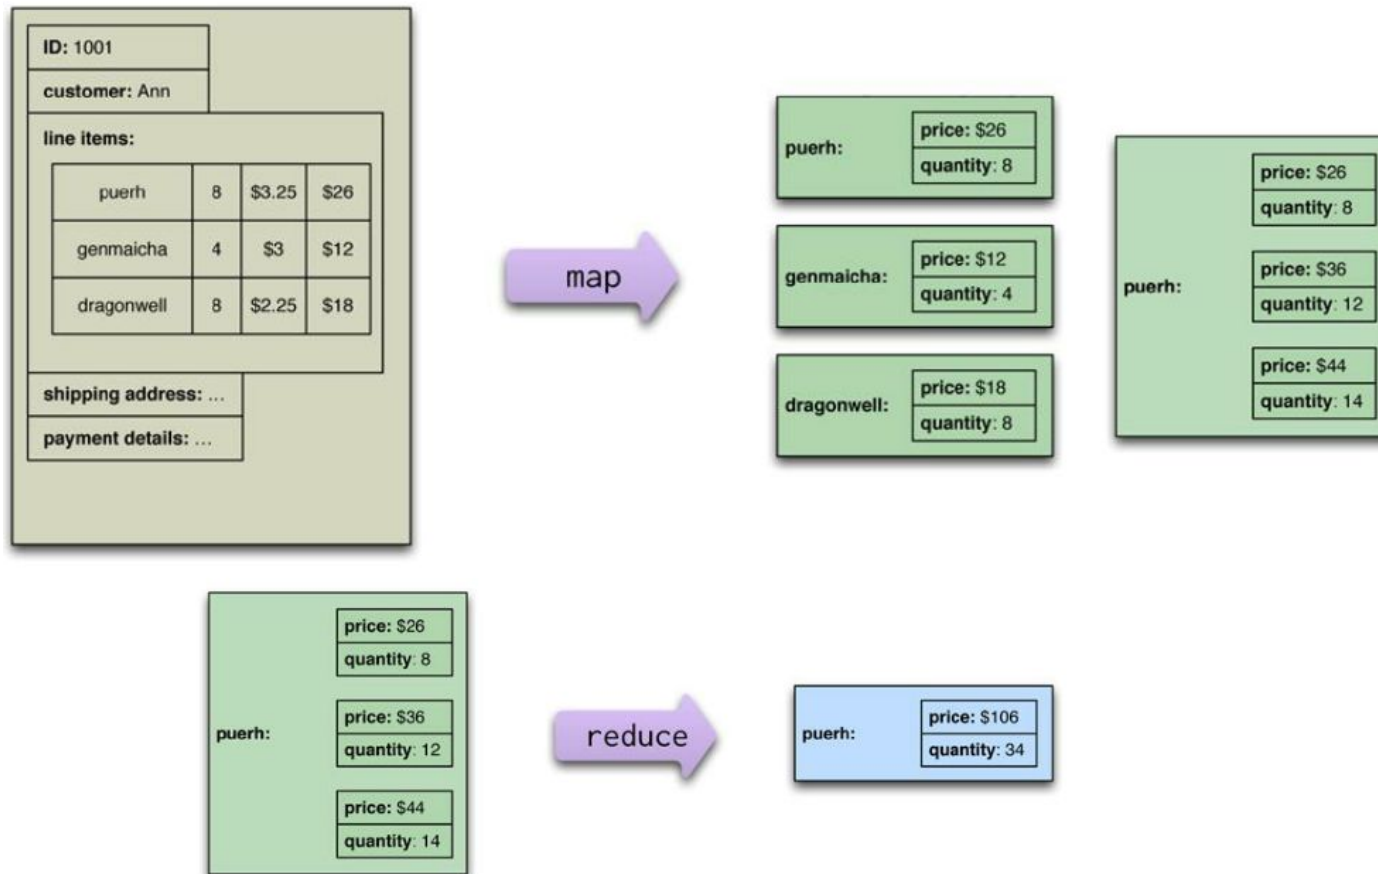 ID: 1001
customer: Ann
line items:
puerh 8 $3.25 $26
genmaicha 4 $3 $12
dragonwell 8 $2.25 $18
shipping address: ...
payment details: ...
map
puerh:
price: $26
quantity: 8
genmaicha:
price: $12
quantity: 4
dragonwell:
price: $18
quantity: 8
puerh:
price: $26
quantity: 8
price: $36
quantity: 12
price: $44
quantity: 14
puerh:
price: $26
quantity: 8
price: $36
quantity: 12
price: $44
quantity: 14
reduce
puerh:
price: $106
quantity: 34